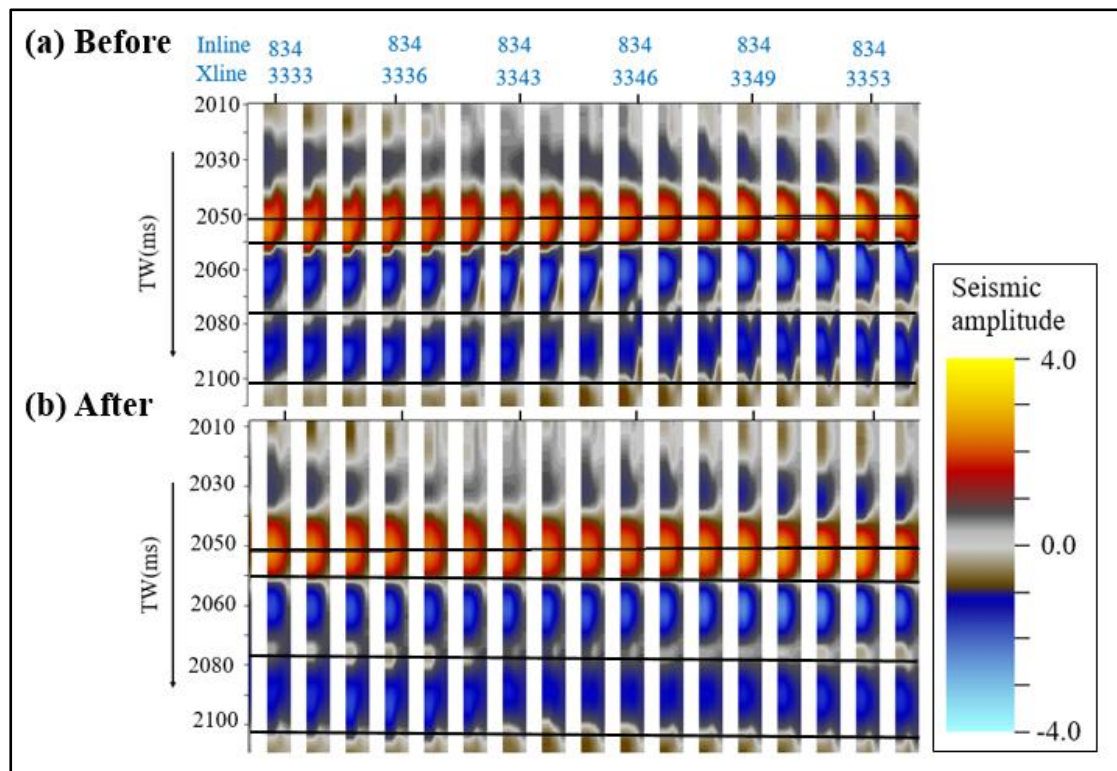 (a) Before
Inline 834 834 834 834 834 834
Xline 3333 3336 3343 3346 3349 3353
2010
2030
2050
2060
2080
2100
TW(ms)
(b) After
2010
2030
2050
2060
2080
2100
TW(ms)
Seismic
amplitude
4.0
0.0
-4.0